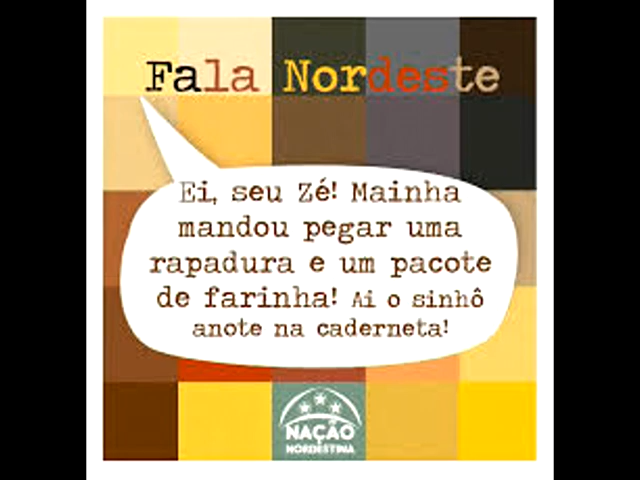 Fala Nordeste
Ei, seu Zé! Mainha
mandou pegar uma
rapadura e um pacote
de farinha! Ai o sinhô
anote na caderneta!
NAÇÃO
NORDESTINA